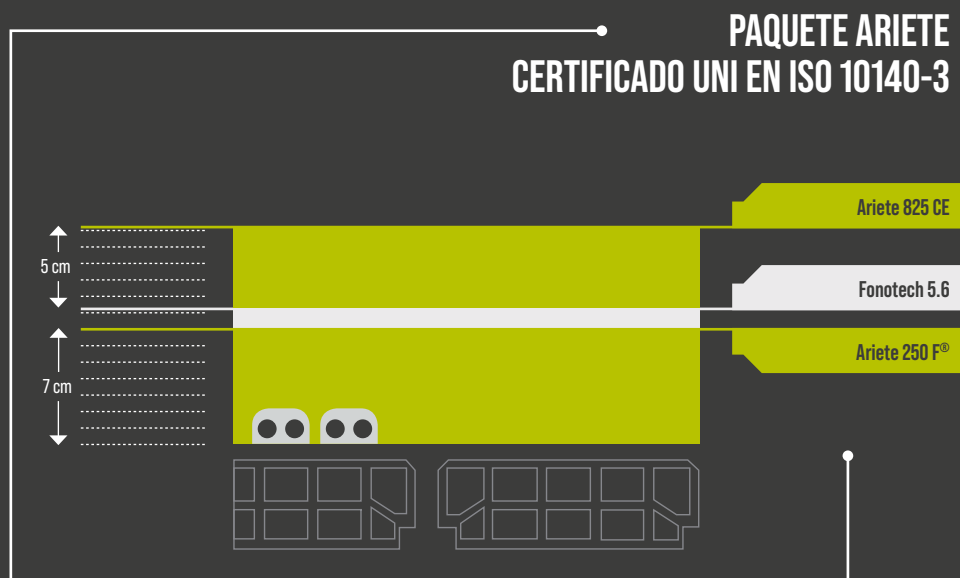 PAQUETE ARIETE
CERTIFICADO UNI EN ISO 10140-3
Ariete 825 CE
5 cm
Fonotech 5.6
Ariete 250 F®
7 cm